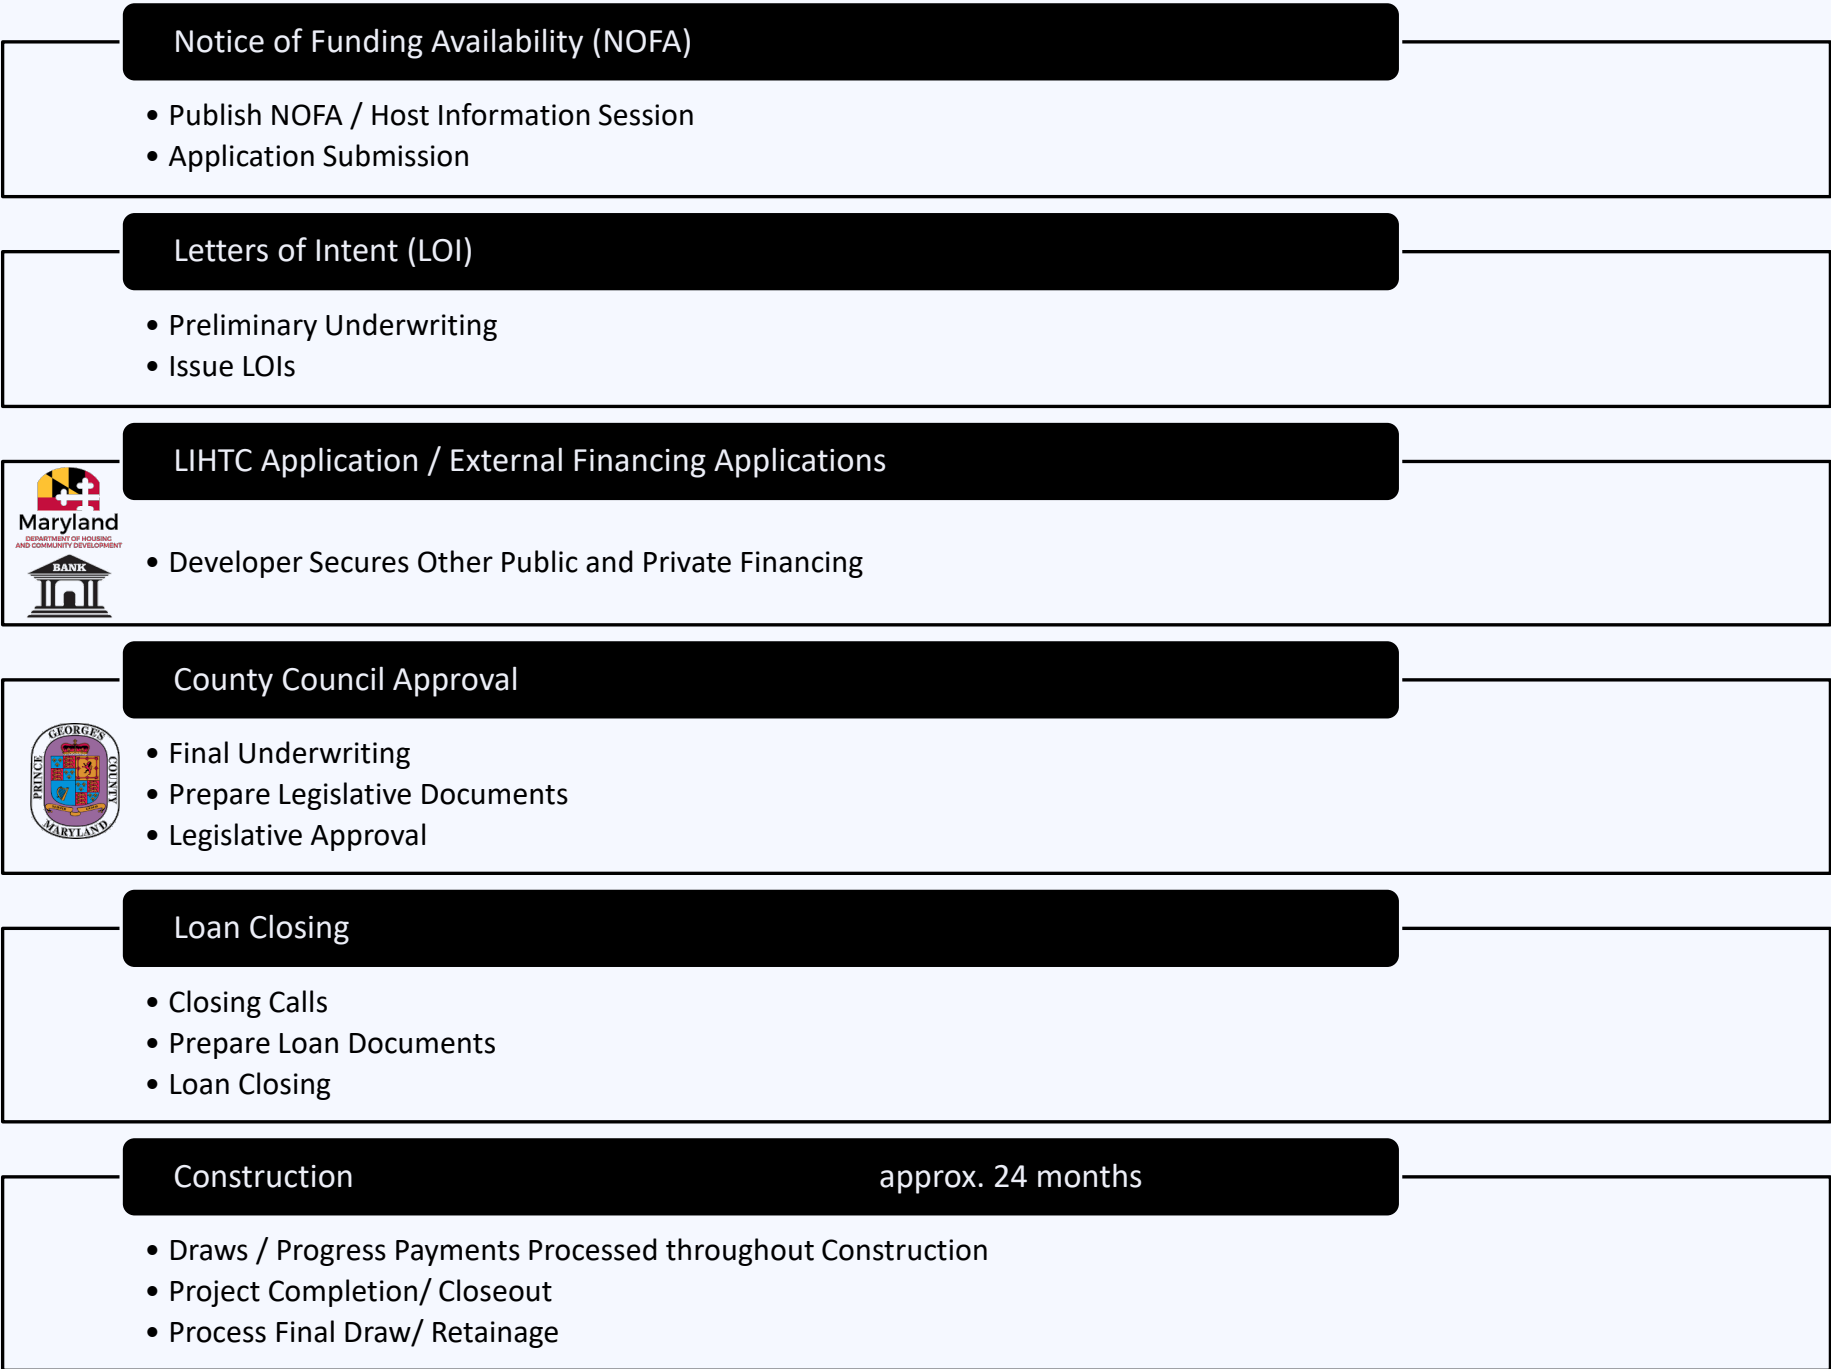 Notice of Funding Availability (NOFA)
• Publish NOFA / Host Information Session
• Application Submission
Letters of Intent (LOI)
• Preliminary Underwriting
• Issue LOIs
LIHTC Application / External Financing Applications
Maryland
DEPARTMENT OF HOUSING
AND COMMUNITY DEVELOPMENT
BANK
• Developer Secures Other Public and Private Financing
County Council Approval
PRINCE GEORGE'S COUNTY MARYLAND
• Final Underwriting
• Prepare Legislative Documents
• Legislative Approval
Loan Closing
• Closing Calls
• Prepare Loan Documents
• Loan Closing
Construction approx. 24 months
• Draws / Progress Payments Processed throughout Construction
• Project Completion/ Closeout
• Process Final Draw/ Retainage